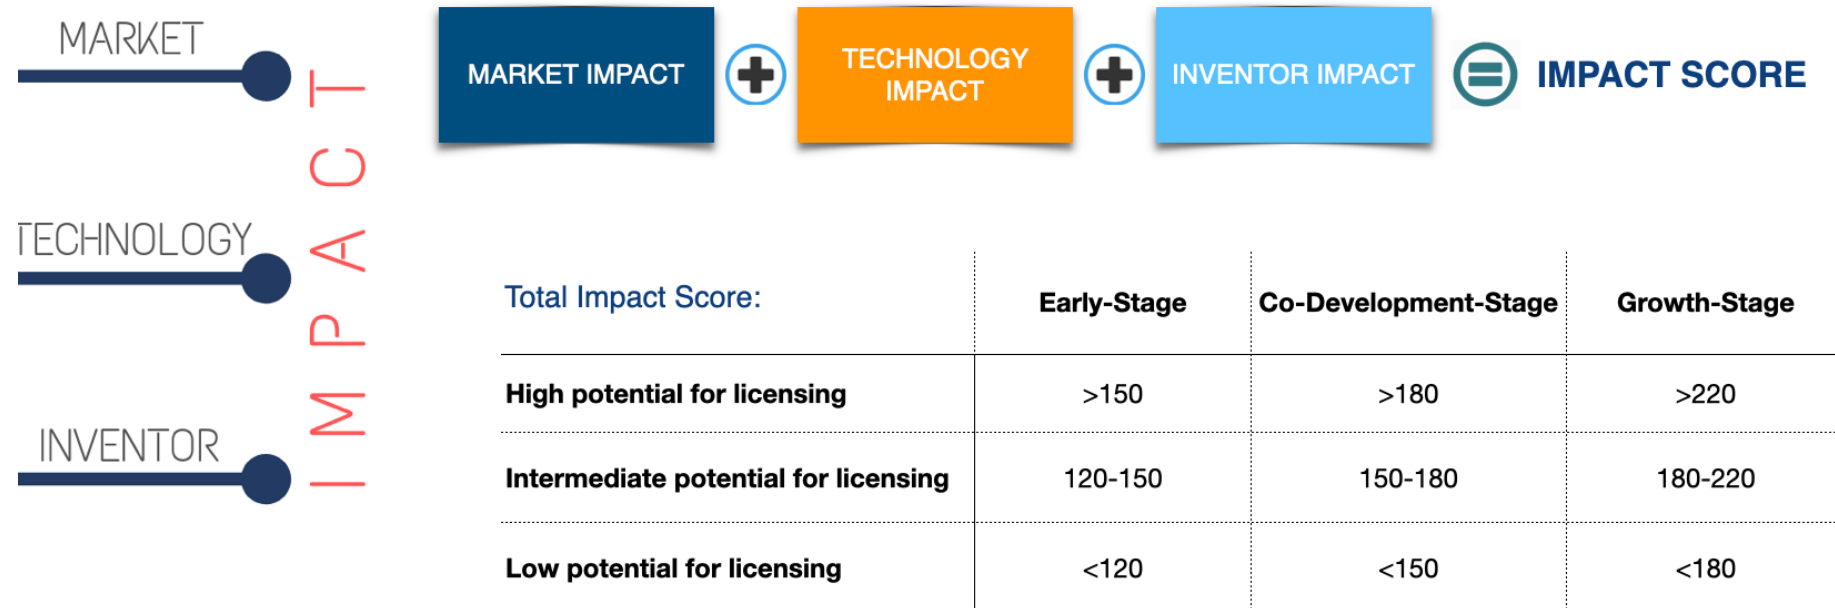 MARKET
TECHNOLOGY
INVENTOR
IMPACT
MARKET IMPACT
TECHNOLOGY
IMPACT
INVENTOR IMPACT
IMPACT SCORE
Total Impact Score: Early-Stage Co-Development-Stage Growth-Stage
High potential for licensing >150 >180 >220
Intermediate potential for licensing 120-150 150-180 180-220
Low potential for licensing <120 <150 <180